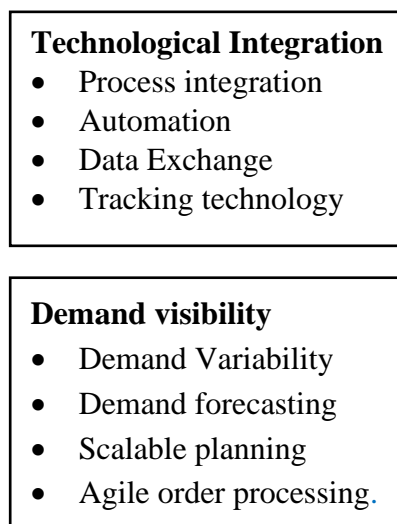 Technological Integration
• Process integration
• Automation
• Data Exchange
• Tracking technology
Demand visibility
• Demand Variability
• Demand forecasting
• Scalable planning
• Agile order processing.